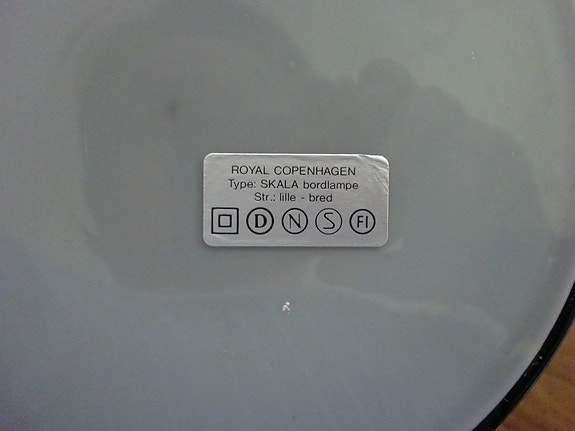 ROYAL COPENHAGEN
Type: SKALA bordlampe
Str.: lille - bred
D N S FI